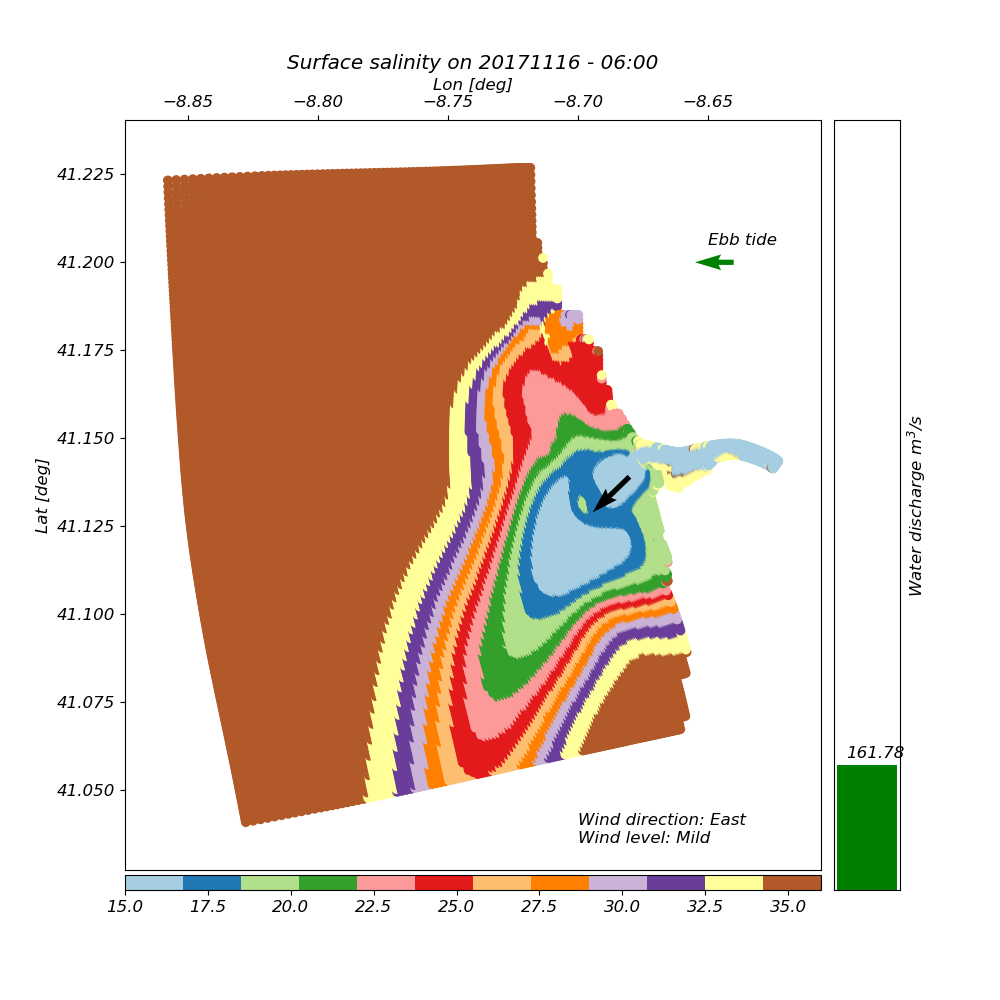 Surface salinity on 20171116 - 06:00
Lon [deg]
−8.85 −8.80 −8.75 −8.70 −8.65
41.225
41.200
41.175
41.150
41.125
41.100
41.075
41.050
Lat [deg]
Ebb tide
Wind direction: East
Wind level: Mild
15.0 17.5 20.0 22.5 25.0 27.5 30.0 32.5 35.0
161.78
Water discharge m³/s